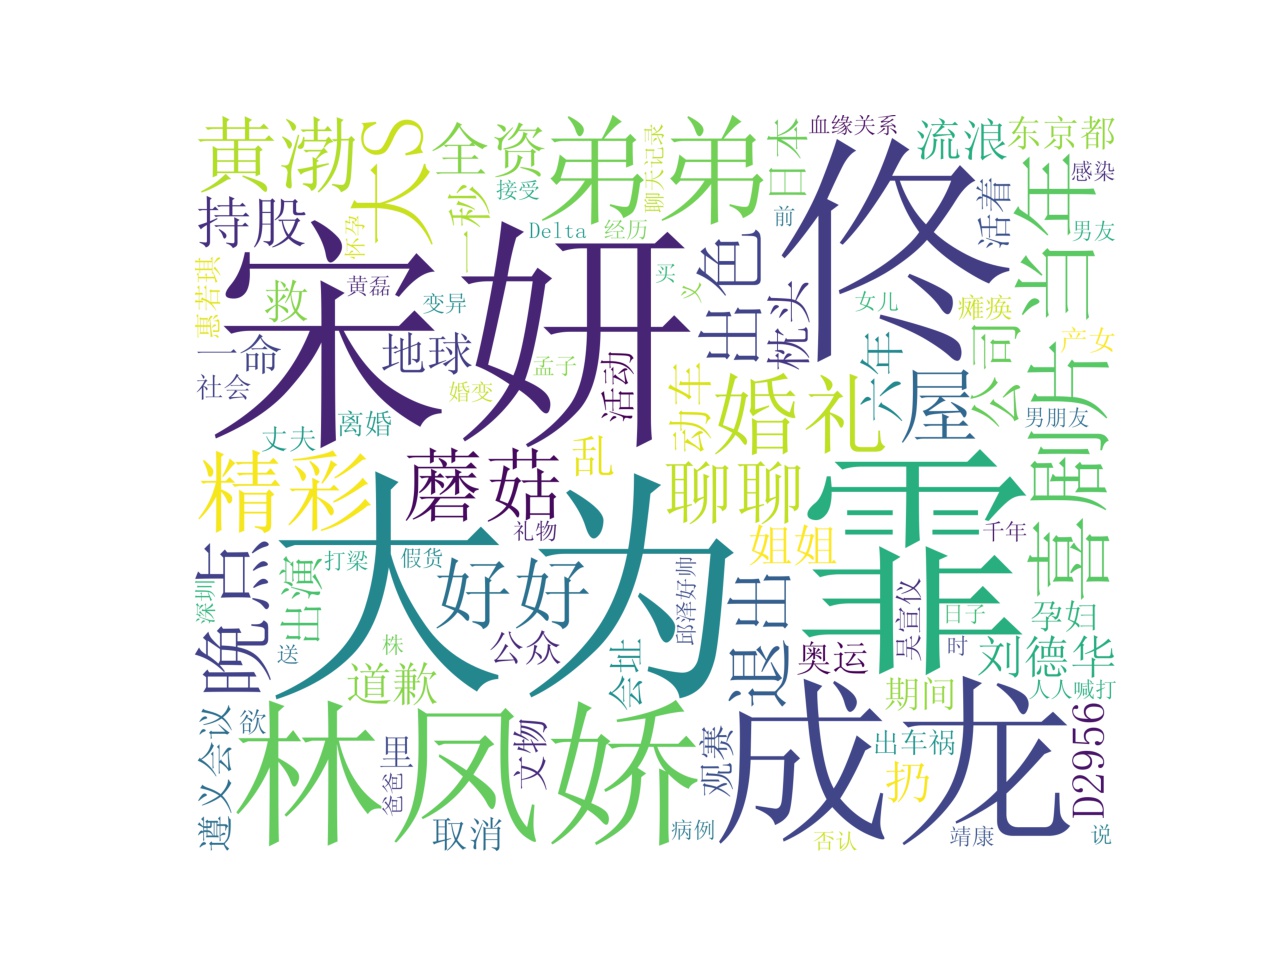 黄渤
大S
全资
弟弟
聊天记录
日本
血缘关系
流浪
东京都
持股
怀孕
一秒
接受
前
佟
活着
当年
感染
男友
惠若琪
救
黄磊
宋妍
Delta
经历
买
义
出色
枕头
女儿
瘫痪
一命
地球
变异
社会
婚变
孟子
活动
动车
婚礼
六年
屋
公司
产女
剧片
男朋友
丈夫
离婚
精彩
蘑菇
乱
聊聊
霏
喜
礼物
姐姐
千年
晚点
深圳
出演
打梁
假货
大为
好好
邱泽好帅
退出
吴宣仪
日子
孕妇
送
株
公众
会址
奥运
时
刘德华
道歉
期间
人人喊打
遵义会议
欲
林凤娇
里
爸爸
文物
观赛
成龙
出车祸
扔
D2956
取消
病例
否认
靖康
说